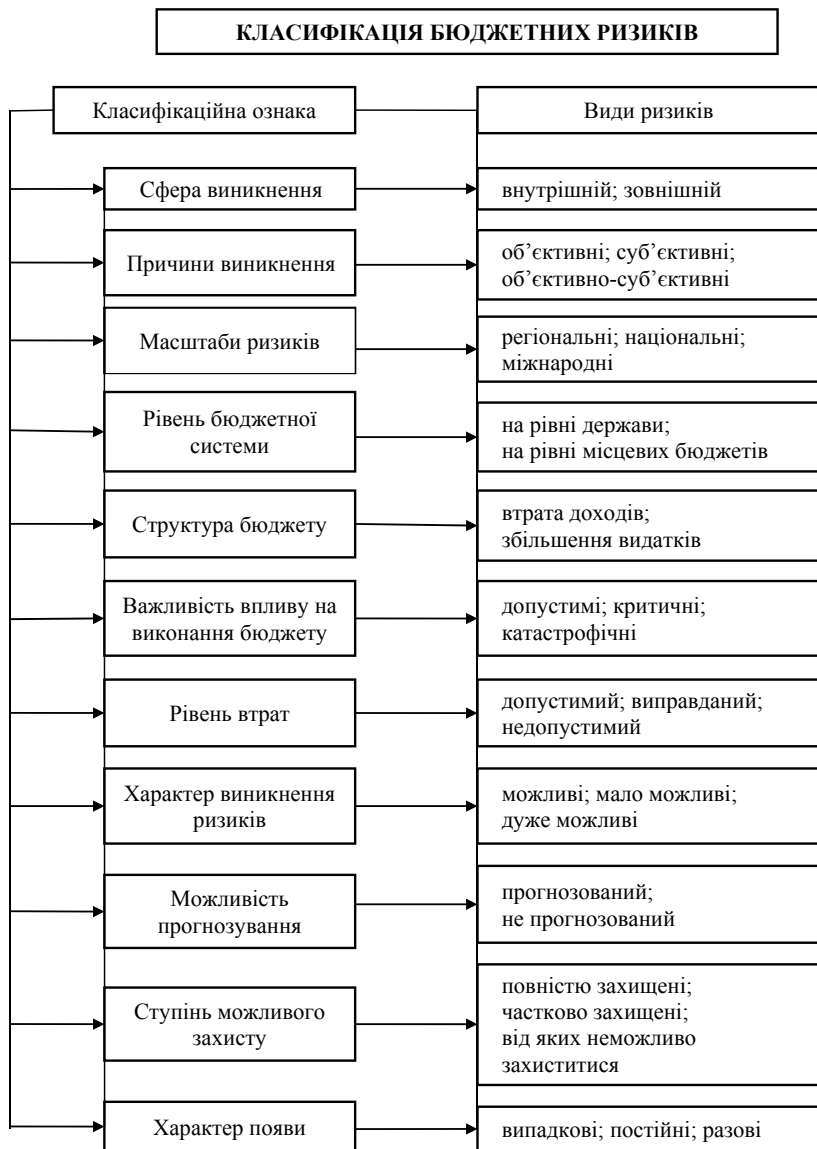 КЛАСИФІКАЦІЯ БЮДЖЕТНИХ РИЗИКІВ
Класифікаційна ознака
Види ризиків
Сфера виникнення
внутрішній; зовнішній
Причини виникнення
об’єктивні; суб’єктивні;
об’єктивно-суб’єктивні
Масштаби ризиків
регіональні; національні;
міжнародні
Рівень бюджетної
системи
на рівні держави;
на рівні місцевих бюджетів
Структура бюджету
втрата доходів;
збільшення видатків
Важливість впливу на
виконання бюджету
допустимі; критичні;
катастрофічні
Рівень втрат
допустимий; виправданий;
недопустимий
Характер виникнення
ризиків
можливі; мало можливі;
дуже можливі
Можливість
прогнозування
прогнозований;
не прогнозований
Ступінь можливого
захисту
повністю захищені;
частково захищені;
від яких неможливо
захиститися
Характер появи
випадкові; постійні; разові